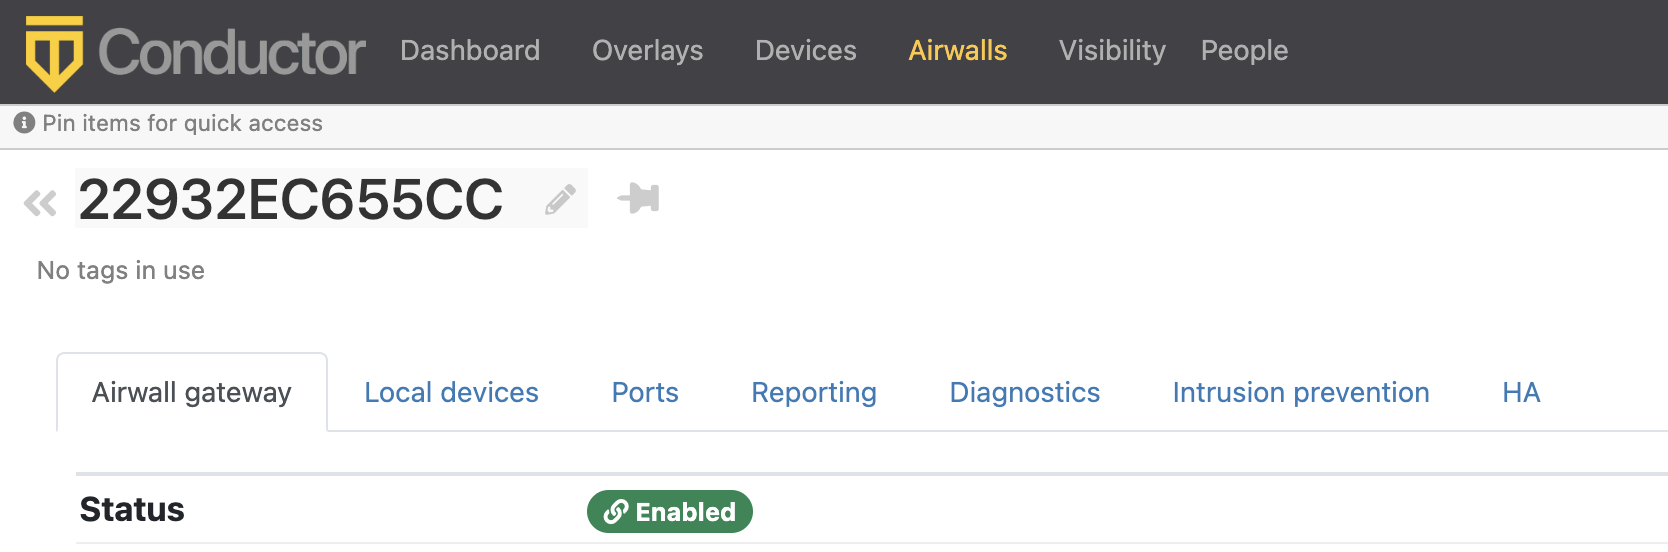 Conductor Dashboard Overlays Devices Airwalls Visibility People
Pin items for quick access
22932EC655CC
No tags in use
Airwall gateway Local devices Ports Reporting Diagnostics Intrusion prevention HA
Status Enabled